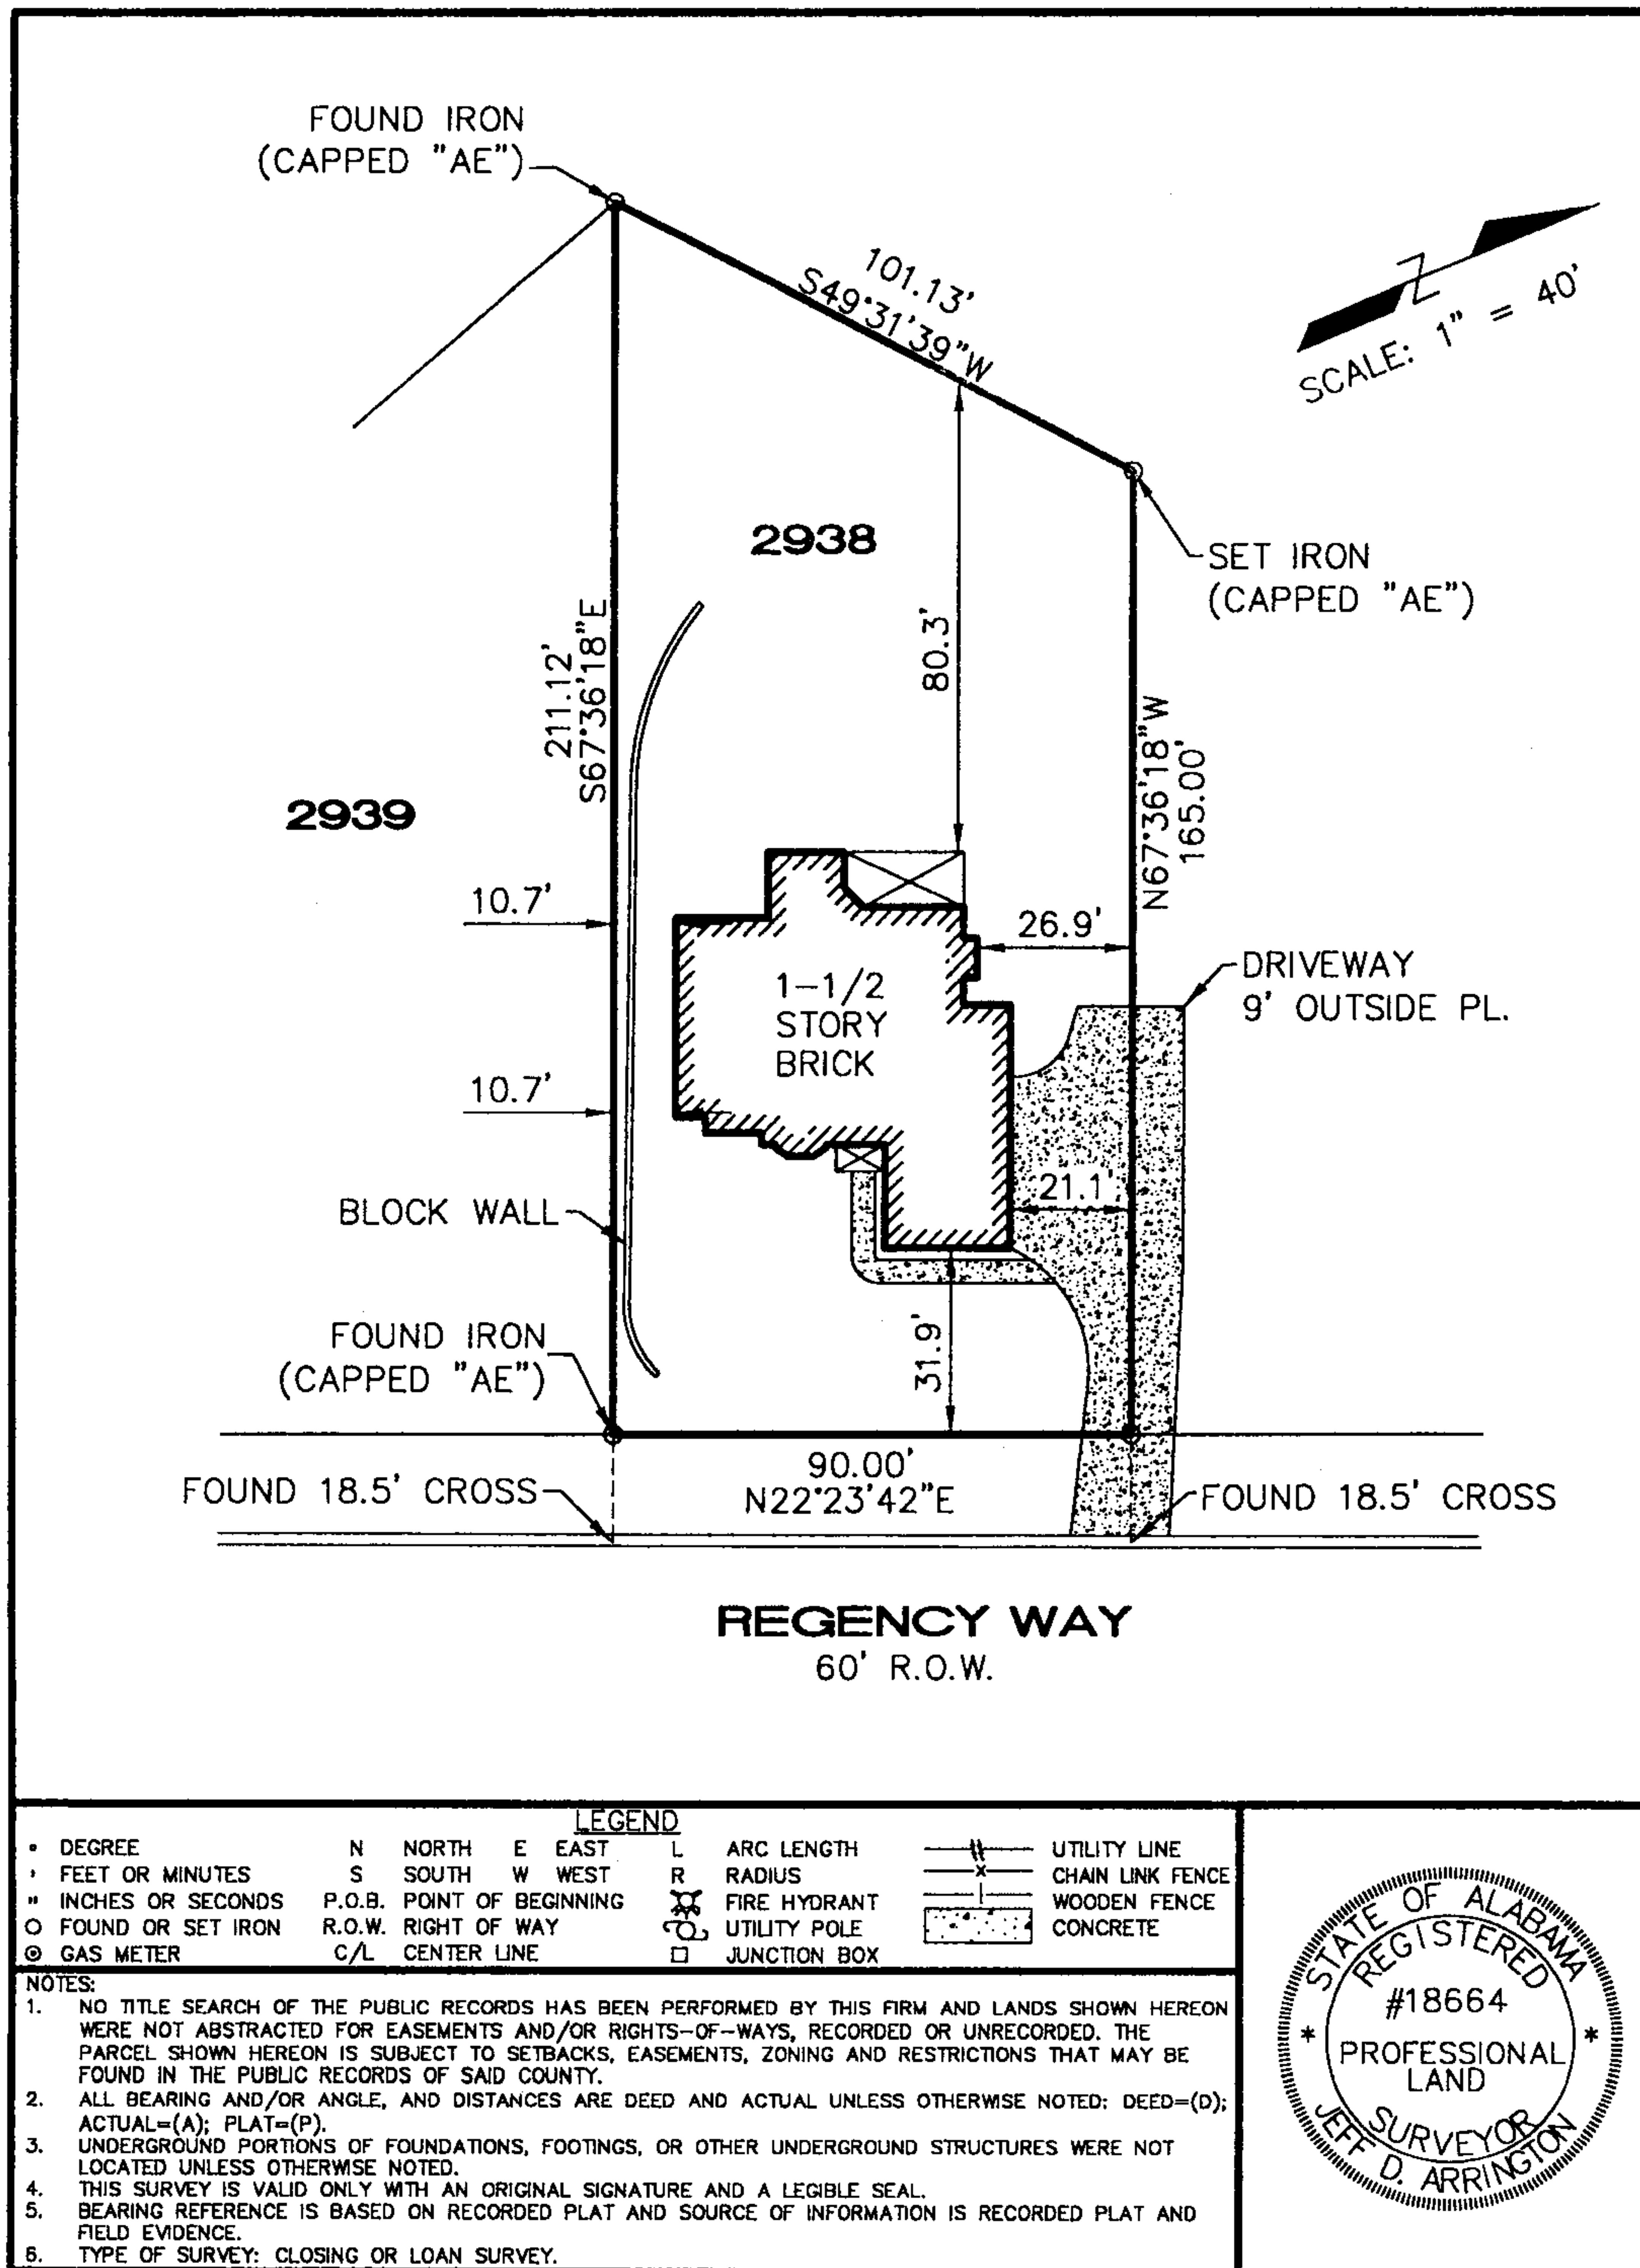 FOUND IRON
(CAPPED "AE")
101.13'
S49°31'39"W
SCALE: 1" = 40'
2938
SET IRON
(CAPPED "AE")
211.12'
S67°36'18"E
80.3'
N67°36'18"W
165.00'
2939
10.7'
26.9'
DRIVEWAY
9' OUTSIDE PL.
1-1/2
STORY
BRICK
10.7'
21.1'
BLOCK WALL
FOUND IRON
(CAPPED "AE")
31.9'
90.00'
N22°23'42"E
FOUND 18.5' CROSS
FOUND 18.5' CROSS
REGENCY WAY
60' R.O.W.
LEGEND
° DEGREE N NORTH E EAST L ARC LENGTH UTILITY LINE
' FEET OR MINUTES S SOUTH W WEST R RADIUS CHAIN LINK FENCE
" INCHES OR SECONDS P.O.B. POINT OF BEGINNING FIRE HYDRANT WOODEN FENCE
FOUND OR SET IRON R.O.W. RIGHT OF WAY UTILITY POLE CONCRETE
GAS METER C/L CENTER LINE JUNCTION BOX
NOTES:
1. NO TITLE SEARCH OF THE PUBLIC RECORDS HAS BEEN PERFORMED BY THIS FIRM AND LANDS SHOWN HEREON
WERE NOT ABSTRACTED FOR EASEMENTS AND/OR RIGHTS-OF-WAYS, RECORDED OR UNRECORDED. THE
PARCEL SHOWN HEREON IS SUBJECT TO SETBACKS, EASEMENTS, ZONING AND RESTRICTIONS THAT MAY BE
FOUND IN THE PUBLIC RECORDS OF SAID COUNTY.
2. ALL BEARING AND/OR ANGLE, AND DISTANCES ARE DEED AND ACTUAL UNLESS OTHERWISE NOTED: DEED=(D);
ACTUAL=(A); PLAT=(P).
3. UNDERGROUND PORTIONS OF FOUNDATIONS, FOOTINGS, OR OTHER UNDERGROUND STRUCTURES WERE NOT
LOCATED UNLESS OTHERWISE NOTED.
4. THIS SURVEY IS VALID ONLY WITH AN ORIGINAL SIGNATURE AND A LEGIBLE SEAL.
5. BEARING REFERENCE IS BASED ON RECORDED PLAT AND SOURCE OF INFORMATION IS RECORDED PLAT AND
FIELD EVIDENCE.
6. TYPE OF SURVEY: CLOSING OR LOAN SURVEY.
STATE OF ALABAMA
REGISTERED
#18664
* PROFESSIONAL *
LAND
SURVEYOR
JEFF D. ARRINGTON